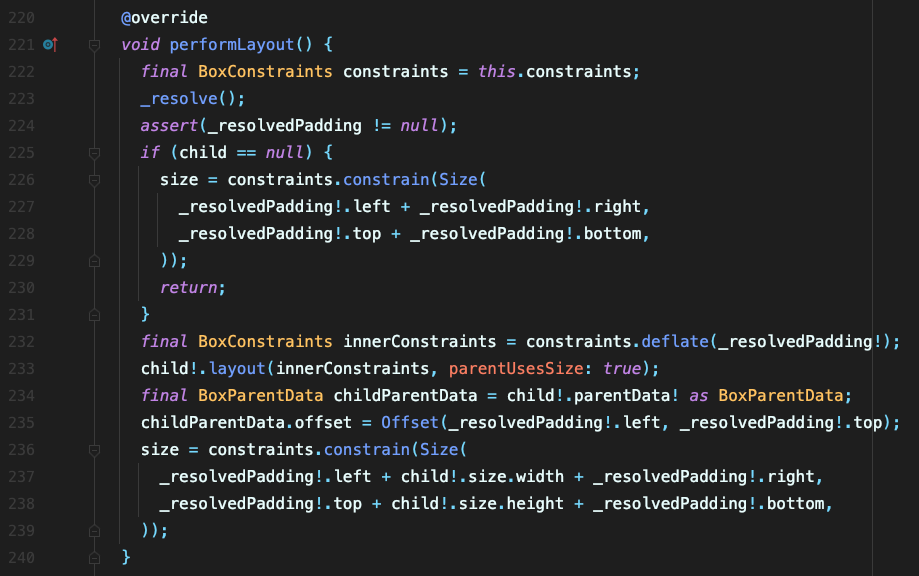 220 @override
221 void performLayout() {
222 final BoxConstraints constraints = this.constraints;
223 _resolve();
224 assert(_resolvedPadding != null);
225 if (child == null) {
226 size = constraints.constrain(Size(
227 _resolvedPadding!.left + _resolvedPadding!.right,
228 _resolvedPadding!.top + _resolvedPadding!.bottom,
229 ));
230 return;
231 }
232 final BoxConstraints innerConstraints = constraints.deflate(_resolvedPadding!);
233 child!.layout(innerConstraints, parentUsesSize: true);
234 final BoxParentData childParentData = child!.parentData! as BoxParentData;
235 childParentData.offset = Offset(_resolvedPadding!.left, _resolvedPadding!.top);
236 size = constraints.constrain(Size(
237 _resolvedPadding!.left + child!.size.width + _resolvedPadding!.right,
238 _resolvedPadding!.top + child!.size.height + _resolvedPadding!.bottom,
239 ));
240 }